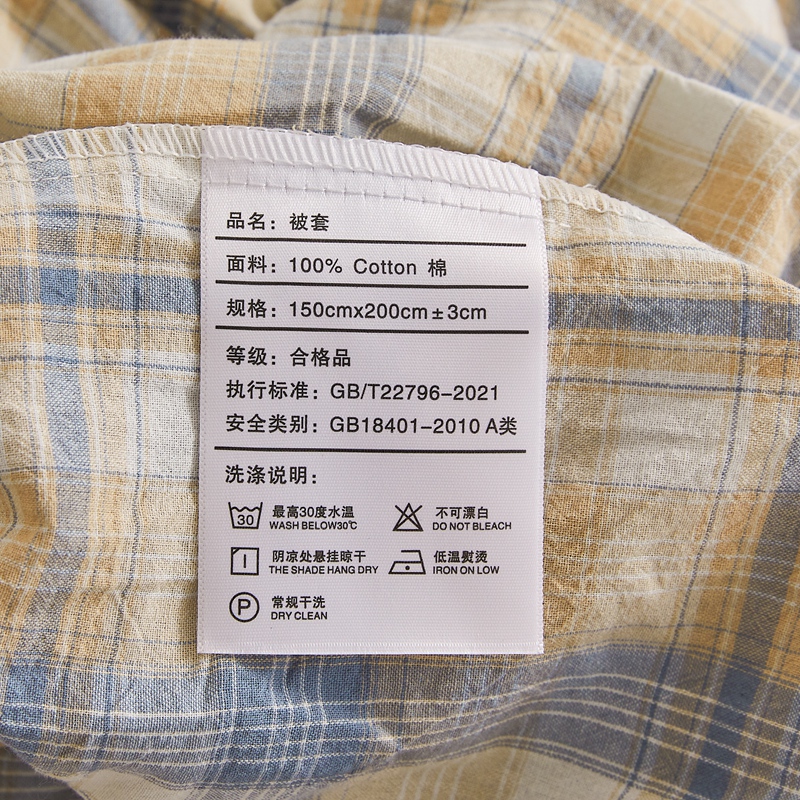 品名：被套
面料：100% Cotton 棉
规格：150cmx200cm±3cm
等级：合格品
执行标准：GB/T22796-2021
安全类别：GB18401-2010 A类
洗涤说明：
30 最高30度水温 不可漂白
WASH BELOW30℃ DO NOT BLEACH
阴凉处悬挂晾干 低温熨烫
THE SHADE HANG DRY IRON ON LOW
P 常规干洗
DRY CLEAN